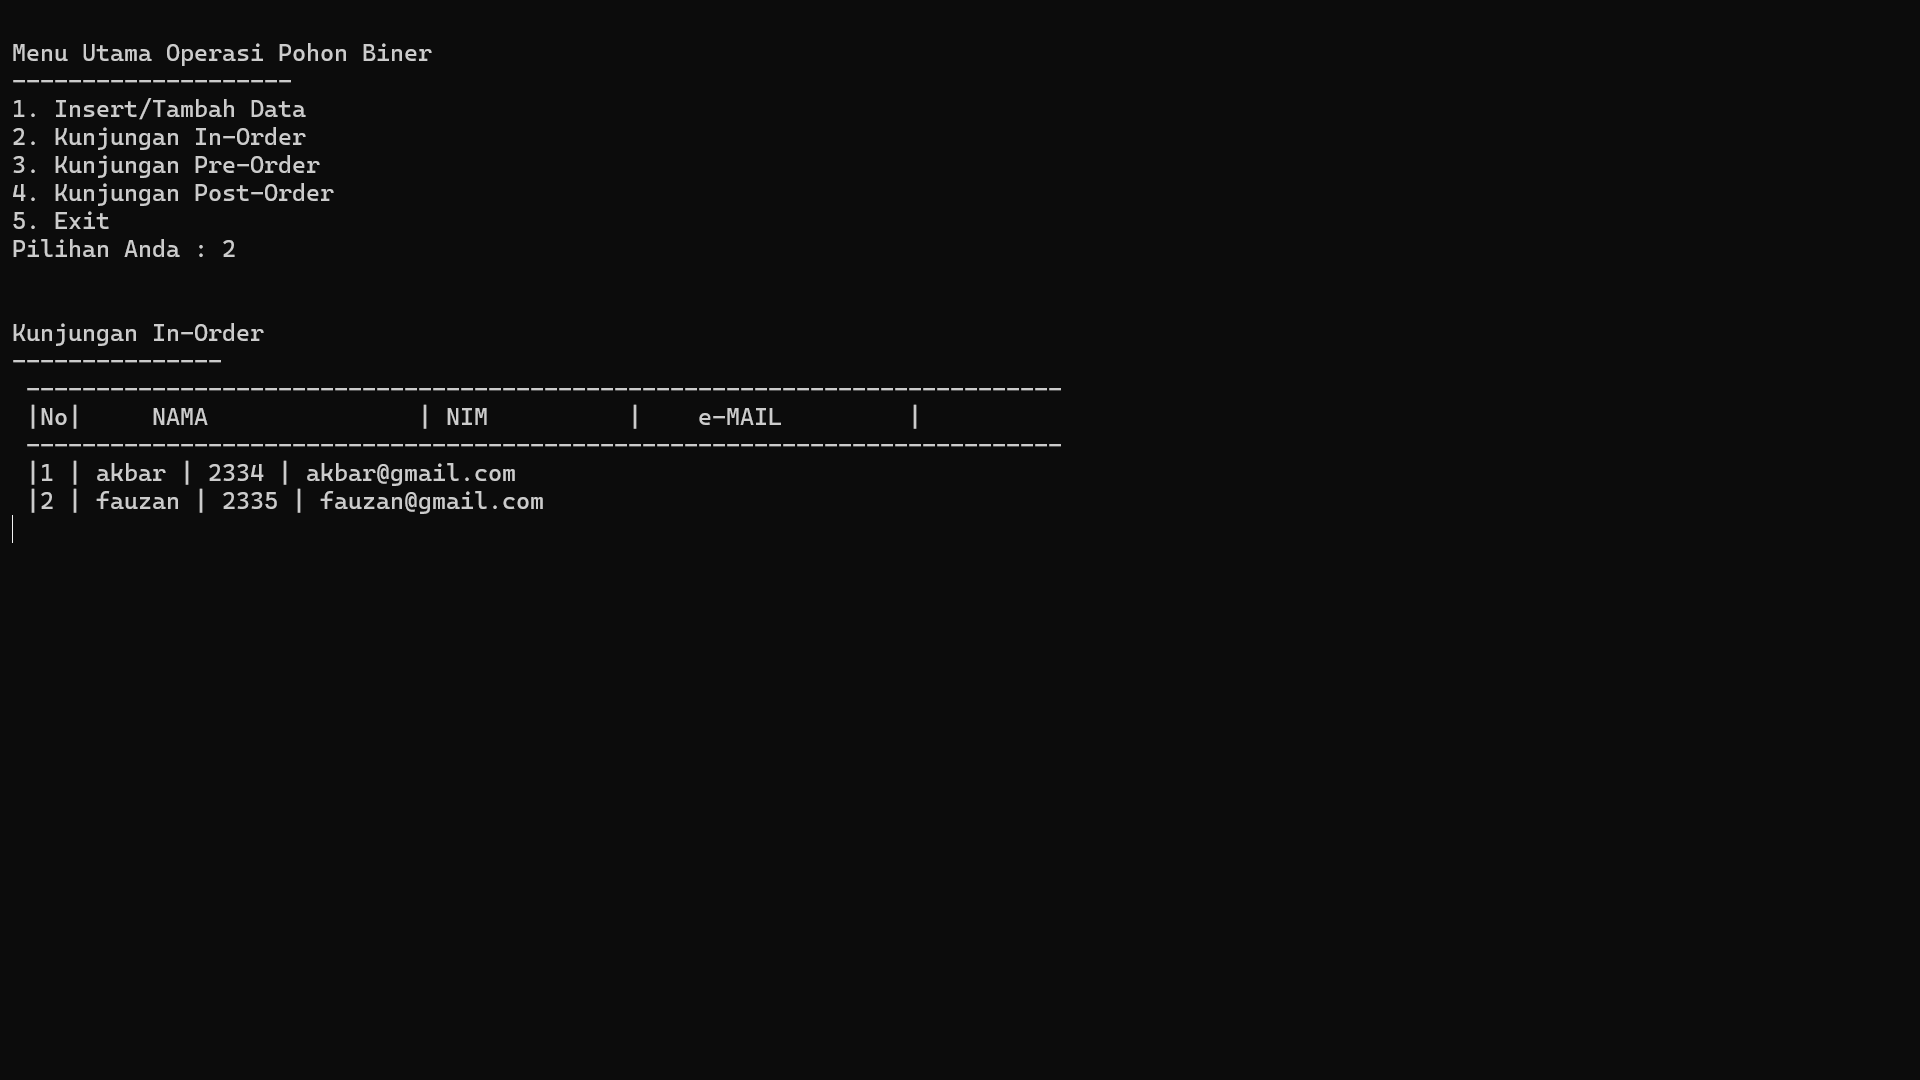 Menu Utama Operasi Pohon Biner
--------------------
1. Insert/Tambah Data
2. Kunjungan In-Order
3. Kunjungan Pre-Order
4. Kunjungan Post-Order
5. Exit
Pilihan Anda : 2
Kunjungan In-Order
---------------
--------------------------------------------------------------------------
|No|     NAMA               | NIM          |    e-MAIL         |
--------------------------------------------------------------------------
|1 | akbar | 2334 | akbar@gmail.com
|2 | fauzan | 2335 | fauzan@gmail.com